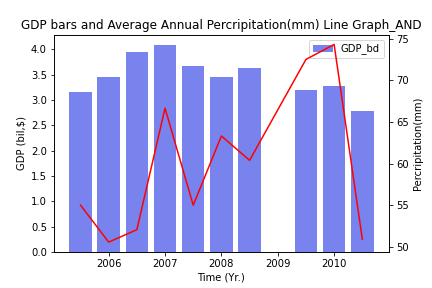 GDP bars and Average Annual Percripitation(mm) Line Graph_AND
GDP_bd
4.0
3.5
3.0
2.5
2.0
1.5
1.0
0.5
0.0
GDP (bil,$)
75
70
65
60
55
50
Percripitation(mm)
2006 2007 2008 2009 2010
Time (Yr.)